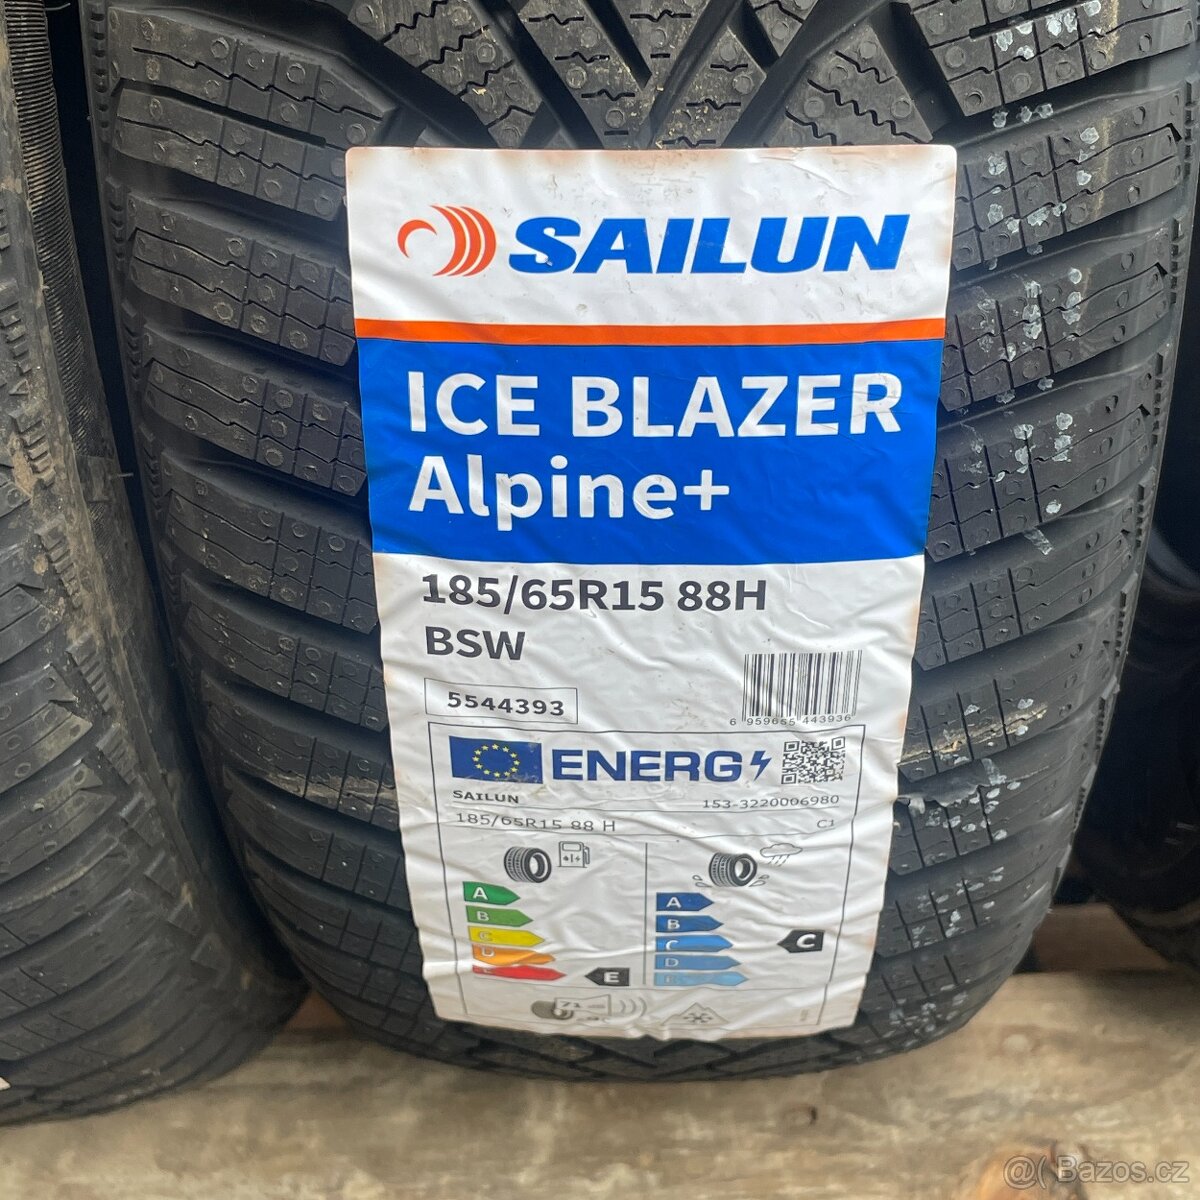 SAILUN
ICE BLAZER
Alpine+
185/65R15 88H
BSW
5544393
6 959655 443936
ENERG
SAILUN 153-3220006980
185/65R15 88 H C1
A
B
C
D
E
E
A
B
C
D
E
C
71
@( Bazos.cz